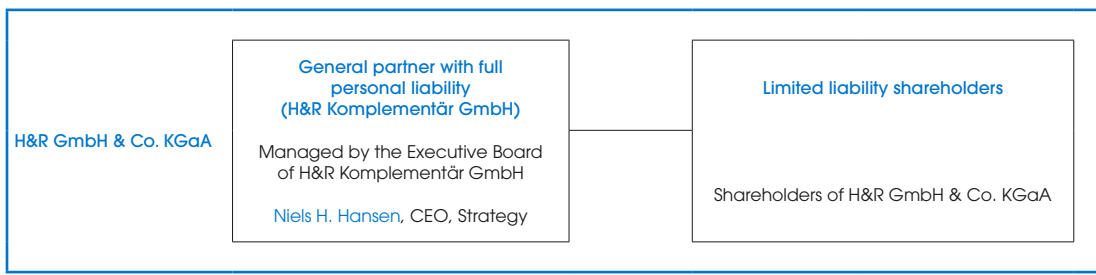 H&R GmbH & Co. KGaA
General partner with full
personal liability
(H&R Komplementär GmbH)
Managed by the Executive Board
of H&R Komplementär GmbH
Niels H. Hansen, CEO, Strategy
Limited liability shareholders
Shareholders of H&R GmbH & Co. KGaA